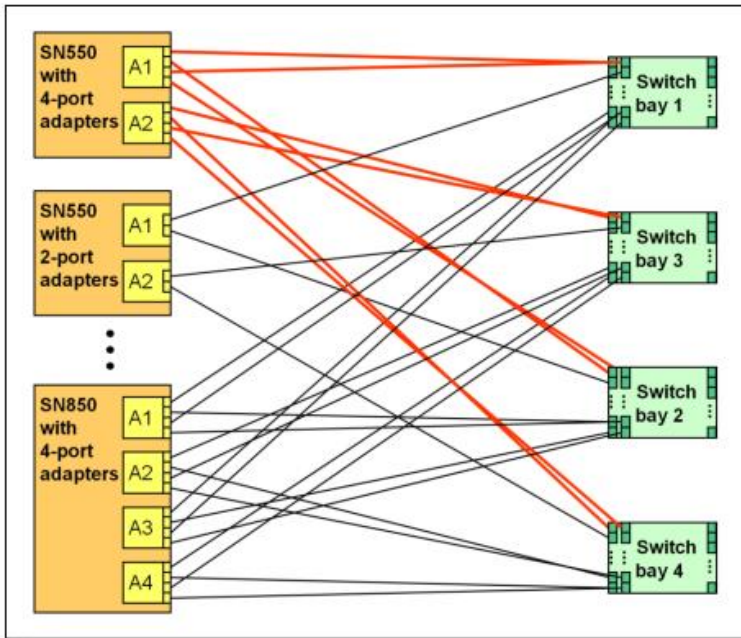 SN550
with
4-port
adapters
A1
A2
SN550
with
2-port
adapters
A1
A2
SN850
with
4-port
adapters
A1
A2
A3
A4
Switch
bay 1
Switch
bay 3
Switch
bay 2
Switch
bay 4